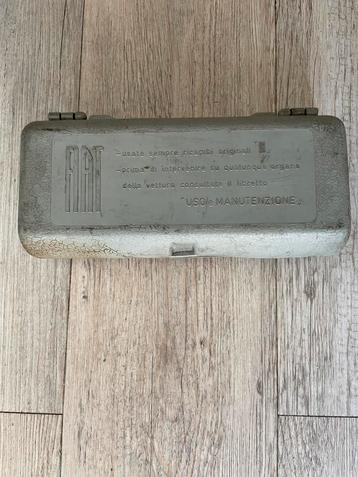 FIAT
-usate sempre ricambi originali
-prima di intervenire su qualunque organo
della vettura consultate il libretto
"USO e MANUTENZIONE„